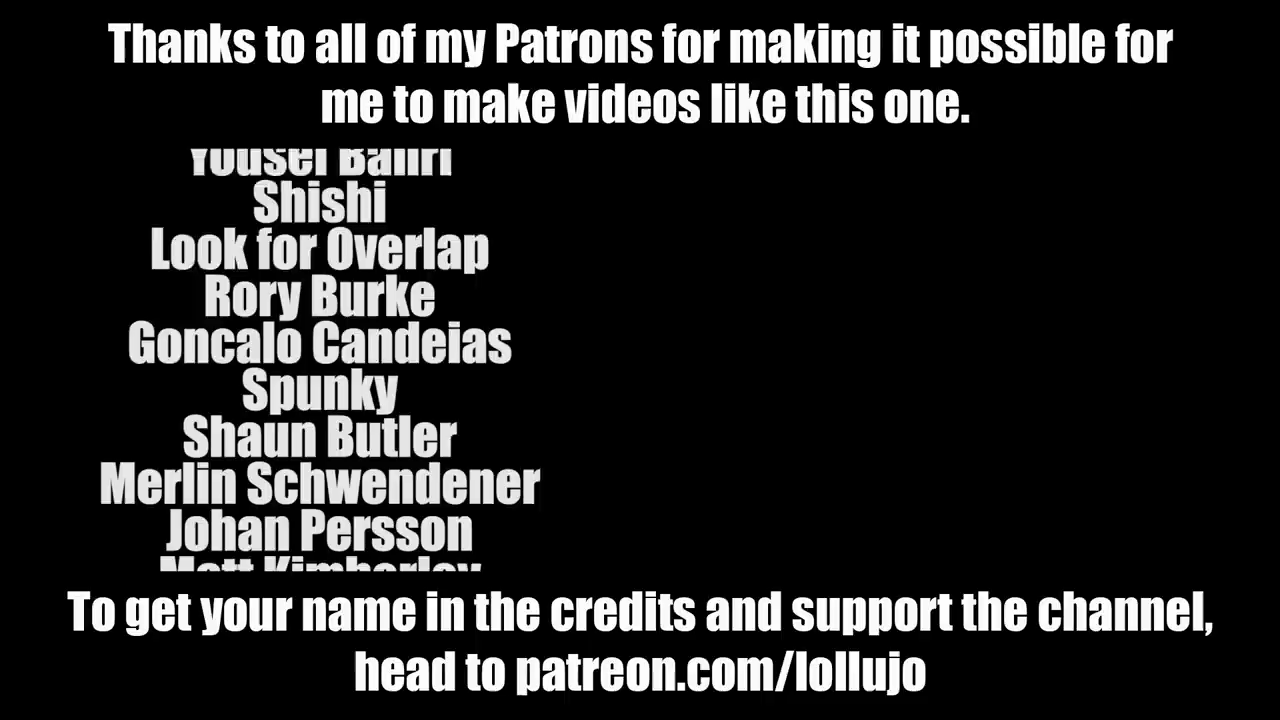 Thanks to all of my Patrons for making it possible for
me to make videos like this one.
Shishi
Look for Overlap
Rory Burke
Goncalo Candeias
Spunky
Shaun Butler
Merlin Schwendener
Johan Persson
Matt Kimberley
To get your name in the credits and support the channel,
head to patreon.com/lollujo